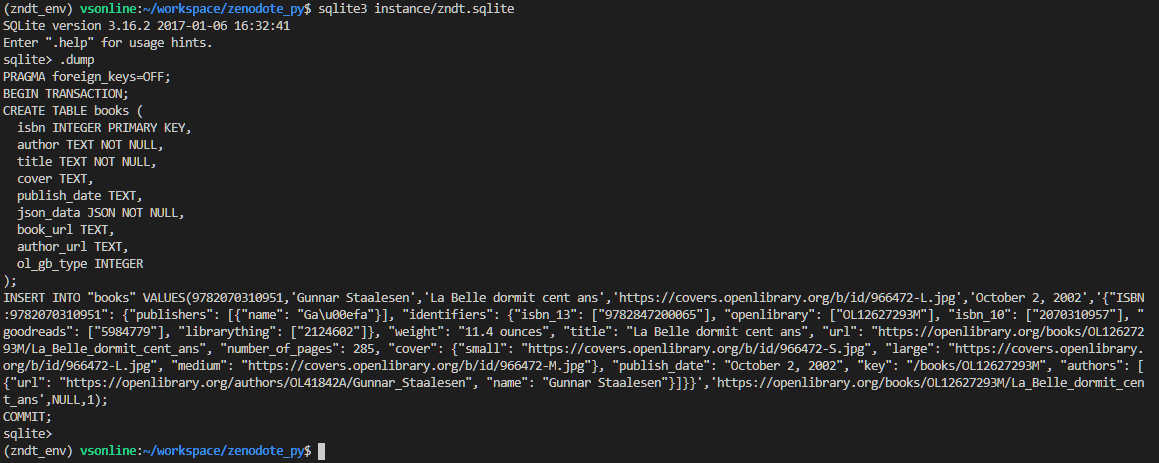 (zndt_env) vsonline:~/workspace/zenodote_py$ sqlite3 instance/zndt.sqlite
SQLite version 3.16.2 2017-01-06 16:32:41
Enter ".help" for usage hints.
sqlite> .dump
PRAGMA foreign_keys=OFF;
BEGIN TRANSACTION;
CREATE TABLE books (
  isbn INTEGER PRIMARY KEY,
  author TEXT NOT NULL,
  title TEXT NOT NULL,
  cover TEXT,
  publish_date TEXT,
  json_data JSON NOT NULL,
  book_url TEXT,
  author_url TEXT,
  ol_gb_type INTEGER
);
INSERT INTO "books" VALUES(9782070310951,'Gunnar Staalesen','La Belle dormit cent ans','https://covers.openlibrary.org/b/id/966472-L.jpg','October 2, 2002','{"ISBN
:9782070310951": {"publishers": [{"name": "Ga\u00efa"}], "identifiers": {"isbn_13": ["9782847200065"], "openlibrary": ["OL12627293M"], "isbn_10": ["2070310957"], "
goodreads": ["5984779"], "librarything": ["2124602"]}, "weight": "11.4 ounces", "title": "La Belle dormit cent ans", "url": "https://openlibrary.org/books/OL126272
93M/La_Belle_dormit_cent_ans", "number_of_pages": 285, "cover": {"small": "https://covers.openlibrary.org/b/id/966472-S.jpg", "large": "https://covers.openlibrary.
org/b/id/966472-L.jpg", "medium": "https://covers.openlibrary.org/b/id/966472-M.jpg"}, "publish_date": "October 2, 2002", "key": "/books/OL12627293M", "authors": [
{"url": "https://openlibrary.org/authors/OL41842A/Gunnar_Staalesen", "name": "Gunnar Staalesen"}]}}','https://openlibrary.org/books/OL12627293M/La_Belle_dormit_cen
t_ans',NULL,1);
COMMIT;
sqlite>
(zndt_env) vsonline:~/workspace/zenodote_py$